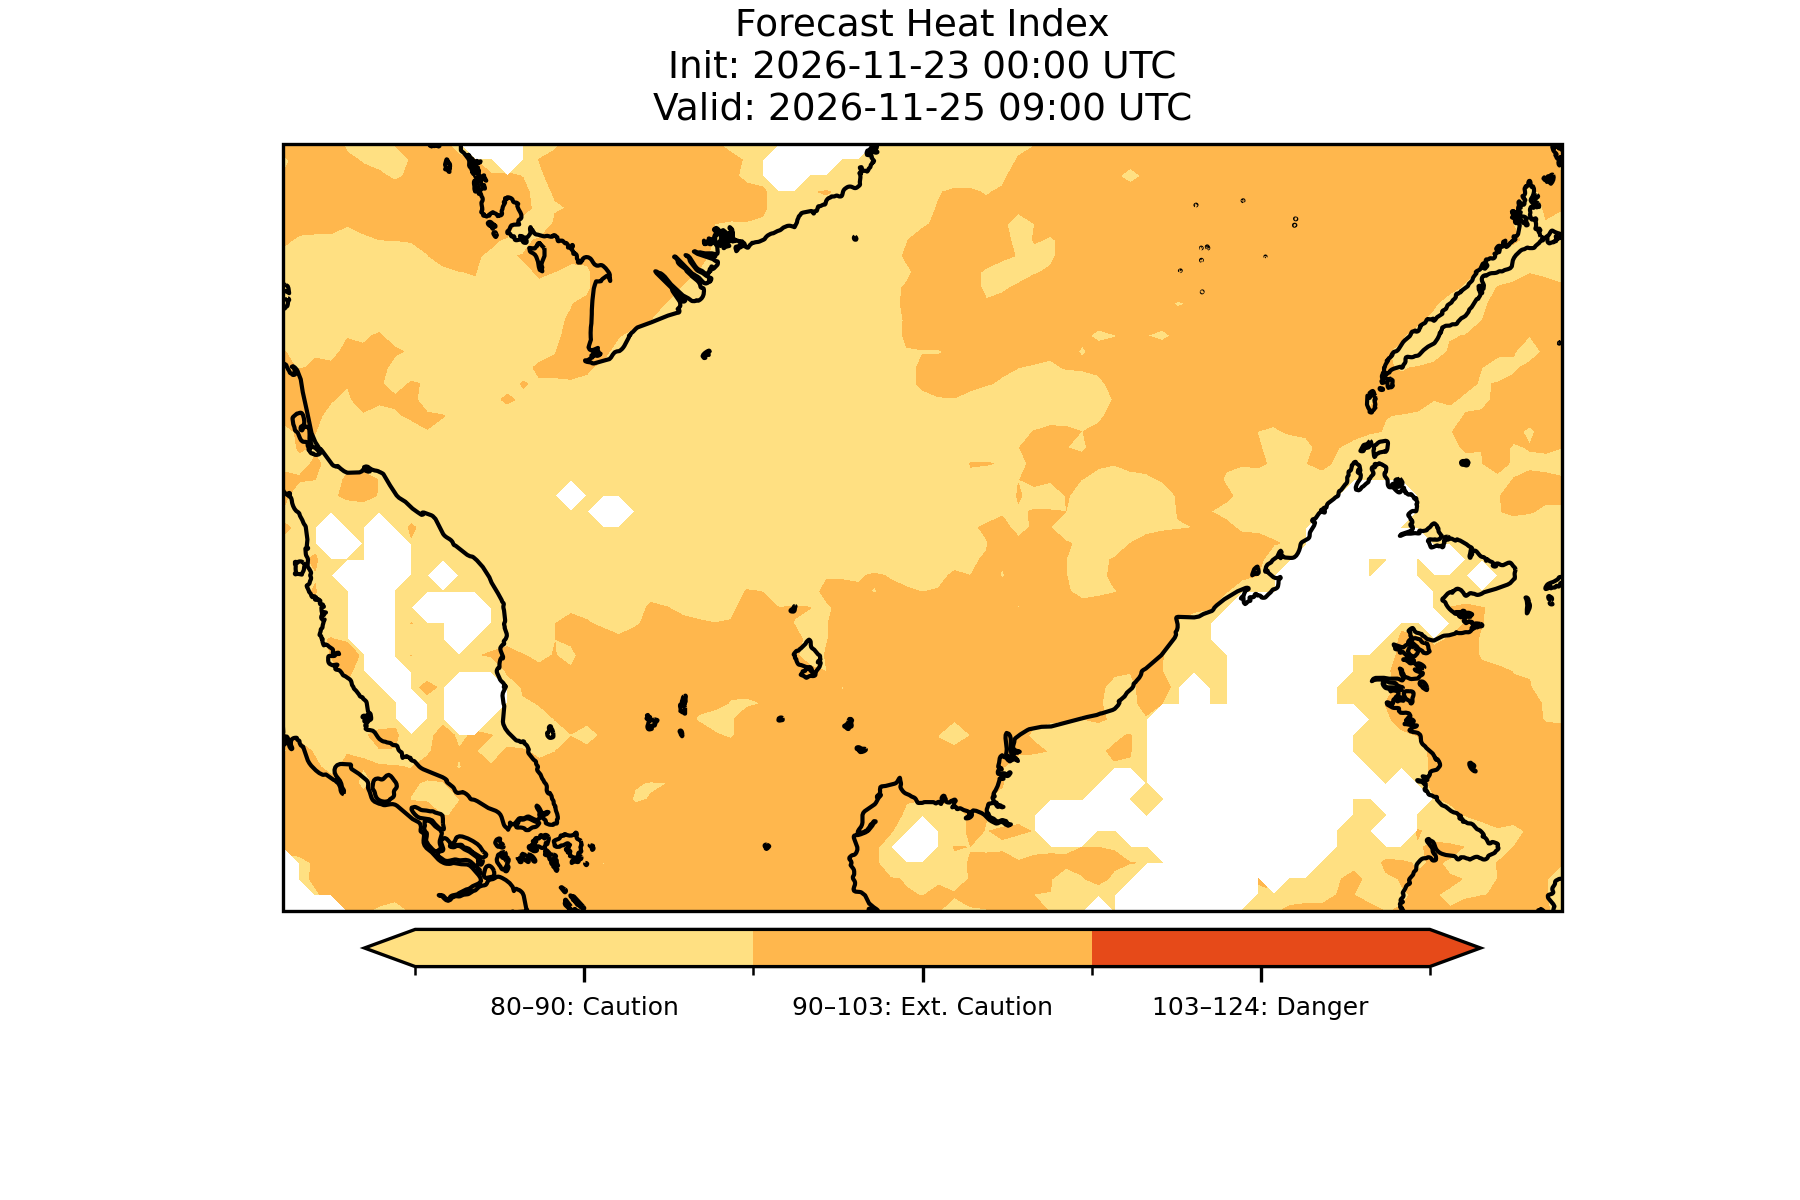 Forecast Heat Index
Init: 2026-11-23 00:00 UTC
Valid: 2026-11-25 09:00 UTC
80–90: Caution
90–103: Ext. Caution
103–124: Danger